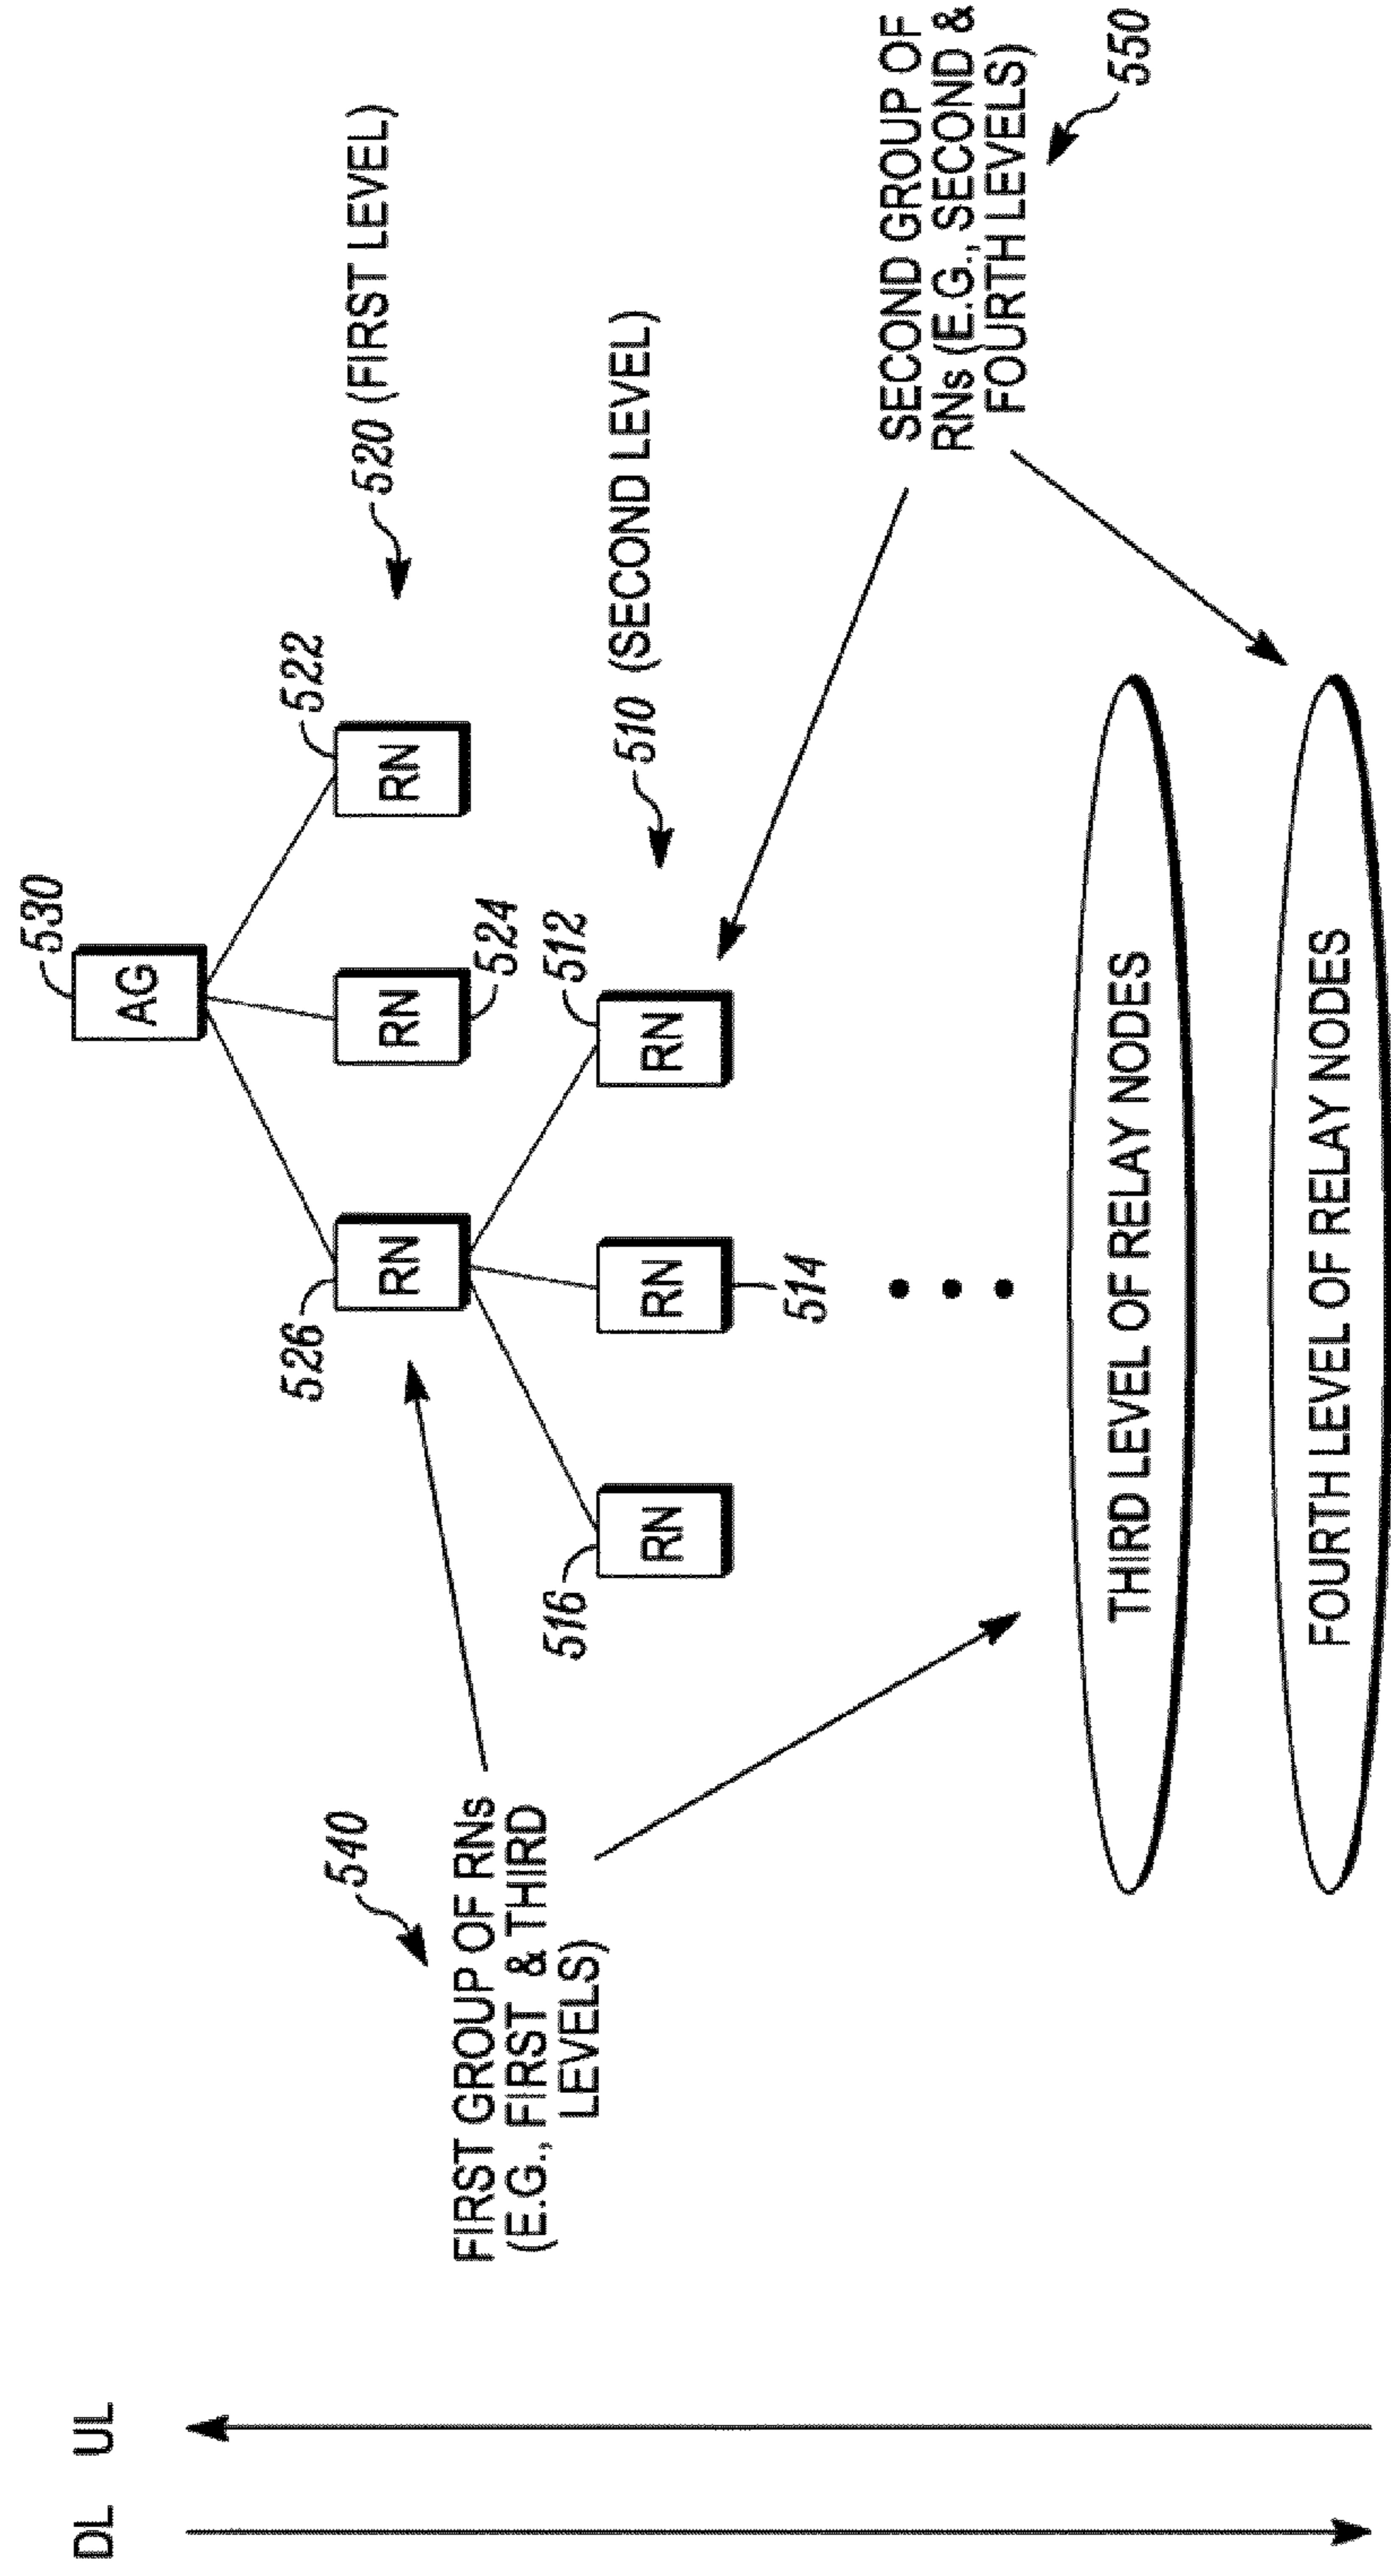 DL UL
530
AG
526
RN
524
RN
522
RN
520 (FIRST LEVEL)
540
FIRST GROUP OF RNs
(E.G., FIRST & THIRD
LEVELS)
516
RN
514
RN
512
RN
510 (SECOND LEVEL)
SECOND GROUP OF
RNs (E.G., SECOND &
FOURTH LEVELS)
550
THIRD LEVEL OF RELAY NODES
FOURTH LEVEL OF RELAY NODES